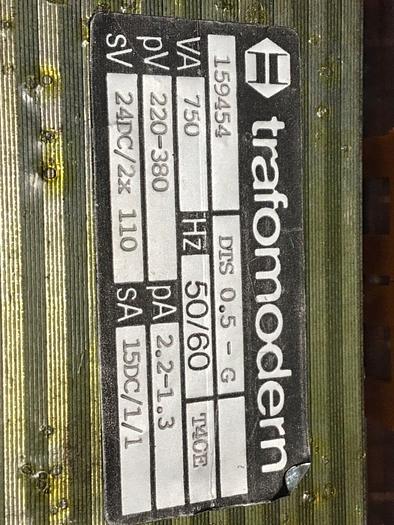 trafomodern
159454 DTS 0.5 - G
VA 750 Hz 50/60 T40E
pV 220-380 pA 2.2-1.3
sV 24DC/2x 110 sA 15DC/1/1